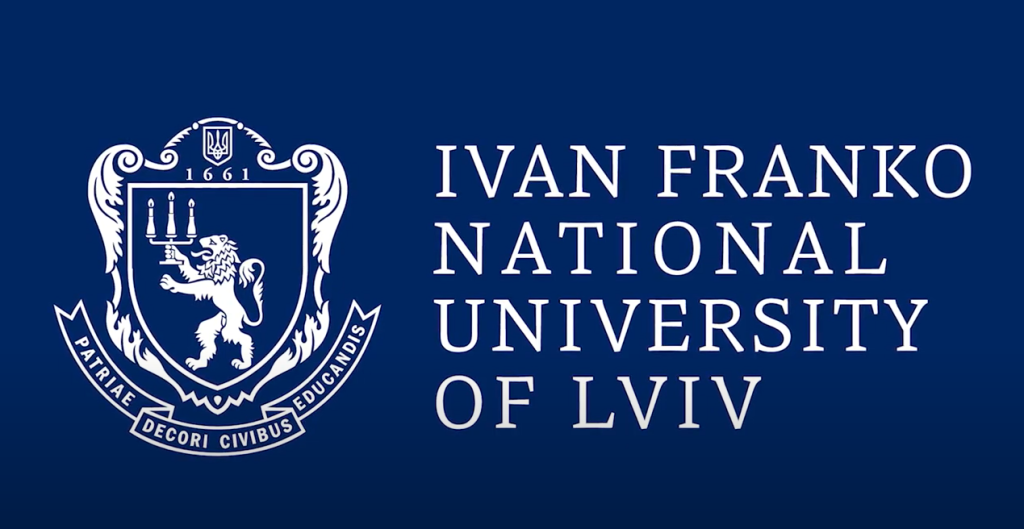 1661
PATRIAE DECORI CIVIBUS EDUCANDIS
IVAN FRANKO
NATIONAL
UNIVERSITY
OF LVIV